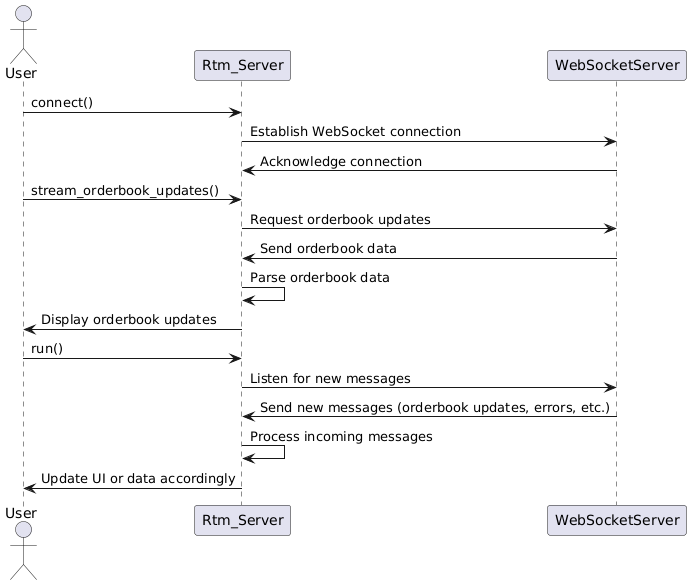 User
Rtm_Server
WebSocketServer
connect()
Establish WebSocket connection
Acknowledge connection
stream_orderbook_updates()
Request orderbook updates
Send orderbook data
Parse orderbook data
Display orderbook updates
run()
Listen for new messages
Send new messages (orderbook updates, errors, etc.)
Process incoming messages
Update UI or data accordingly
User
Rtm_Server
WebSocketServer